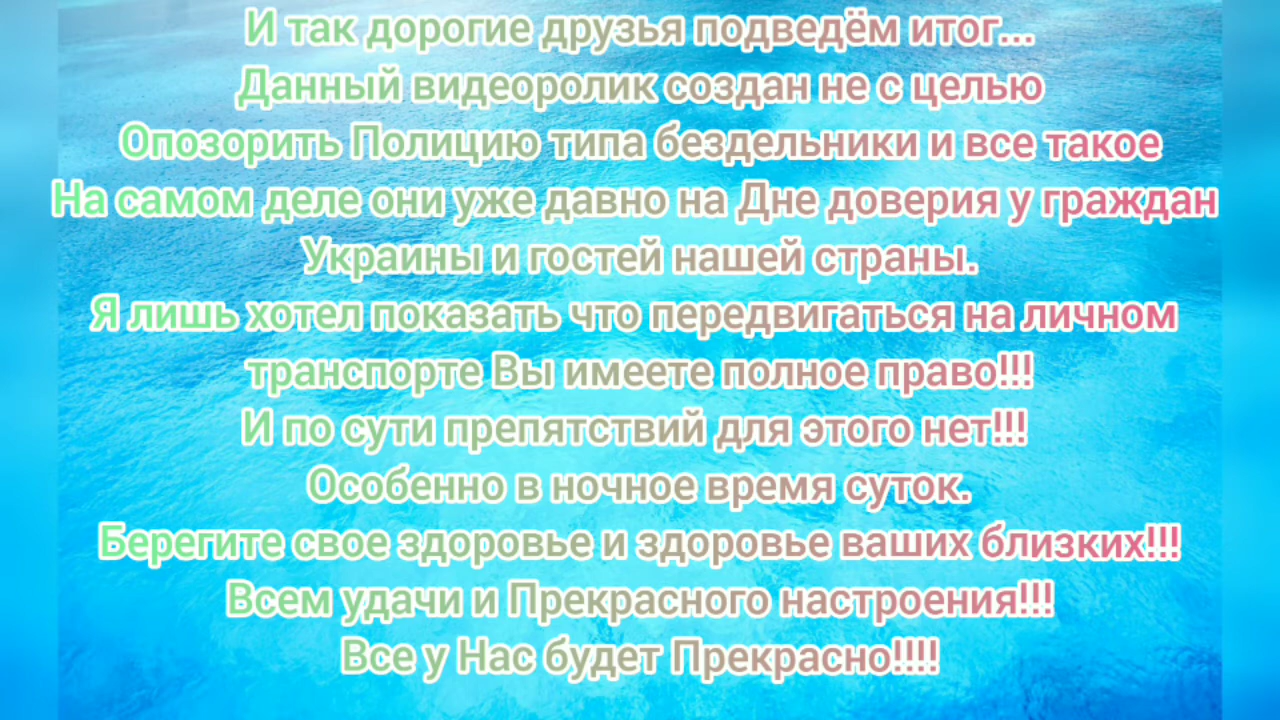 И так дорогие друзья подведём итог...
Данный видеоролик создан не с целью
Опозорить Полицию типа бездельники и все такое
На самом деле они уже давно на Дне доверия у граждан
Украины и гостей нашей страны.
Я лишь хотел показать что передвигаться на личном
транспорте Вы имеете полное право!!!
И по сути препятствий для этого нет!!!
Особенно в ночное время суток.
Берегите свое здоровье и здоровье ваших близких!!!
Всем удачи и Прекрасного настроения!!!
Все у Нас будет Прекрасно!!!!